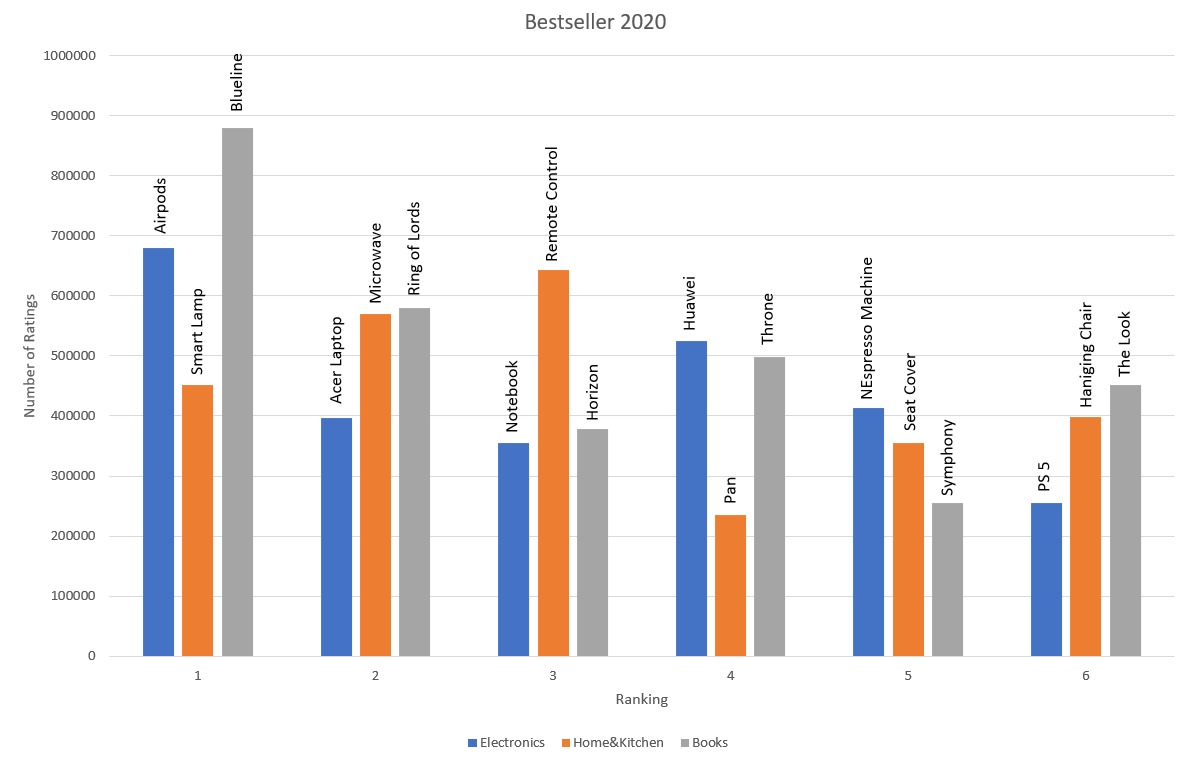 Bestseller 2020
Number of Ratings
1000000
900000
800000
700000
600000
500000
400000
300000
200000
100000
0
Airpods
Smart Lamp
Blueline
Acer Laptop
Microwave
Ring of Lords
Notebook
Remote Control
Horizon
Huawei
Pan
Throne
NEspresso Machine
Seat Cover
Symphony
PS 5
Haniging Chair
The Look
1 2 3 4 5 6
Ranking
Electronics Home&Kitchen Books